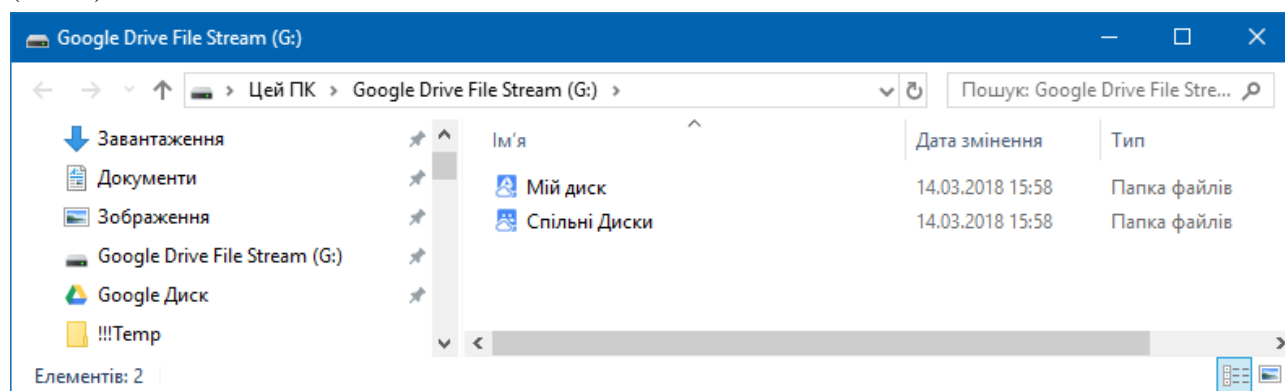 Google Drive File Stream (G:)
Цей ПК > Google Drive File Stream (G:) >
Пошук: Google Drive File Stre...
Завантаження
Документи
Зображення
Google Drive File Stream (G:)
Google Диск
!!!Temp
Ім'я Дата змінення Тип
Мій диск 14.03.2018 15:58 Папка файлів
Спільні Диски 14.03.2018 15:58 Папка файлів
Елементів: 2